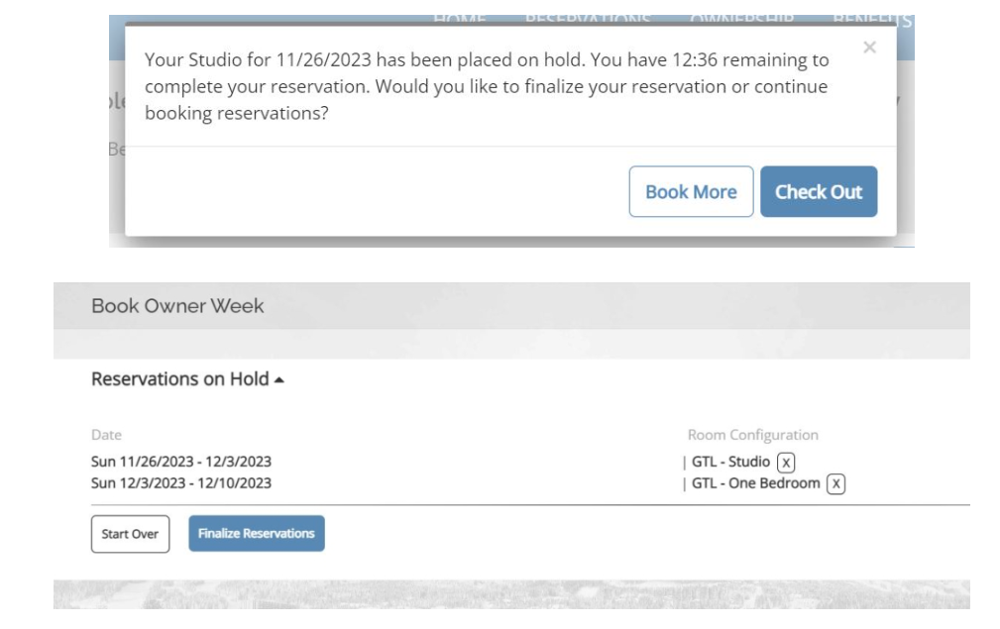 HOME RESERVATIONS OWNERSHIP BENEFITS
Your Studio for 11/26/2023 has been placed on hold. You have 12:36 remaining to
complete your reservation. Would you like to finalize your reservation or continue
booking reservations?
×
Book More Check Out
Book Owner Week
Reservations on Hold
Date Room Configuration
Sun 11/26/2023 - 12/3/2023 | GTL - Studio X
Sun 12/3/2023 - 12/10/2023 | GTL - One Bedroom X
Start Over Finalize Reservations